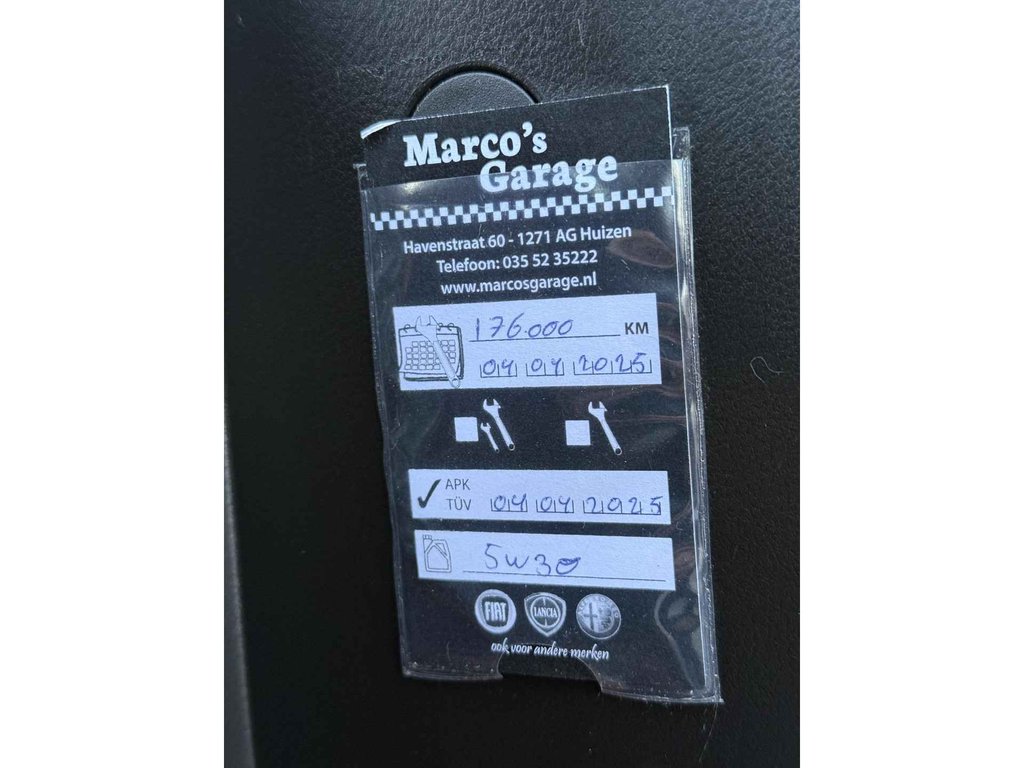 Marco's
Garage
Havenstraat 60 - 1271 AG Huizen
Telefoon: 035 52 35222
www.marcosgarage.nl
176.000 KM
04 04 2025
APK
TÜV 04 04 2025
5W30
FIAT LANCIA
ook voor andere merken